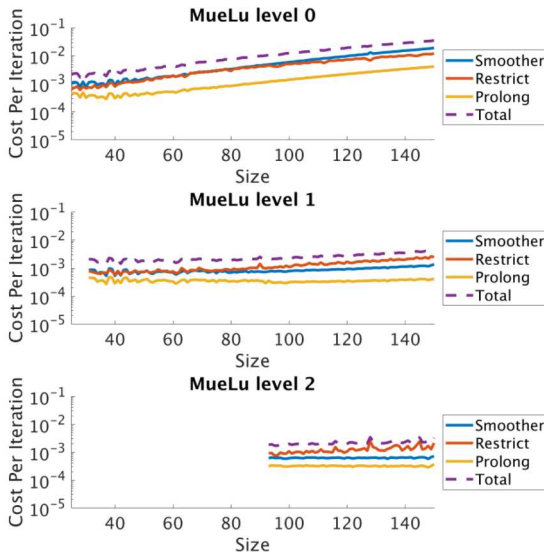 MueLu level 0
Cost Per Iteration
10^-1
10^-2
10^-3
10^-4
10^-5
40 60 80 100 120 140
Size
Smoother
Restrict
Prolong
Total
MueLu level 1
Cost Per Iteration
10^-1
10^-2
10^-3
10^-4
10^-5
40 60 80 100 120 140
Size
Smoother
Restrict
Prolong
Total
MueLu level 2
Cost Per Iteration
10^-1
10^-2
10^-3
10^-4
10^-5
40 60 80 100 120 140
Size
Smoother
Restrict
Prolong
Total